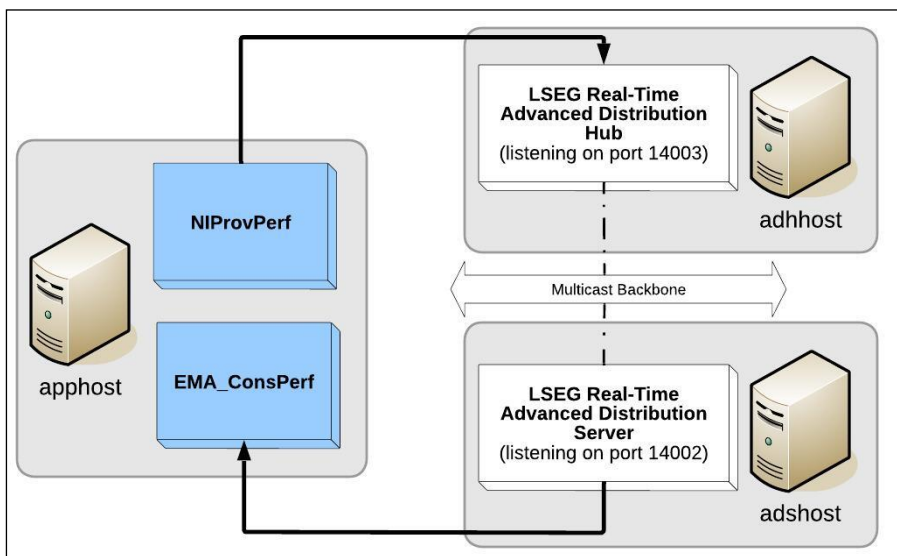 LSEG Real-Time
Advanced Distribution
Hub
(listening on port 14003)
adhhost
NIProvPerf
EMA_ConsPerf
apphost
Multicast Backbone
LSEG Real-Time
Advanced Distribution
Server
(listening on port 14002)
adshost